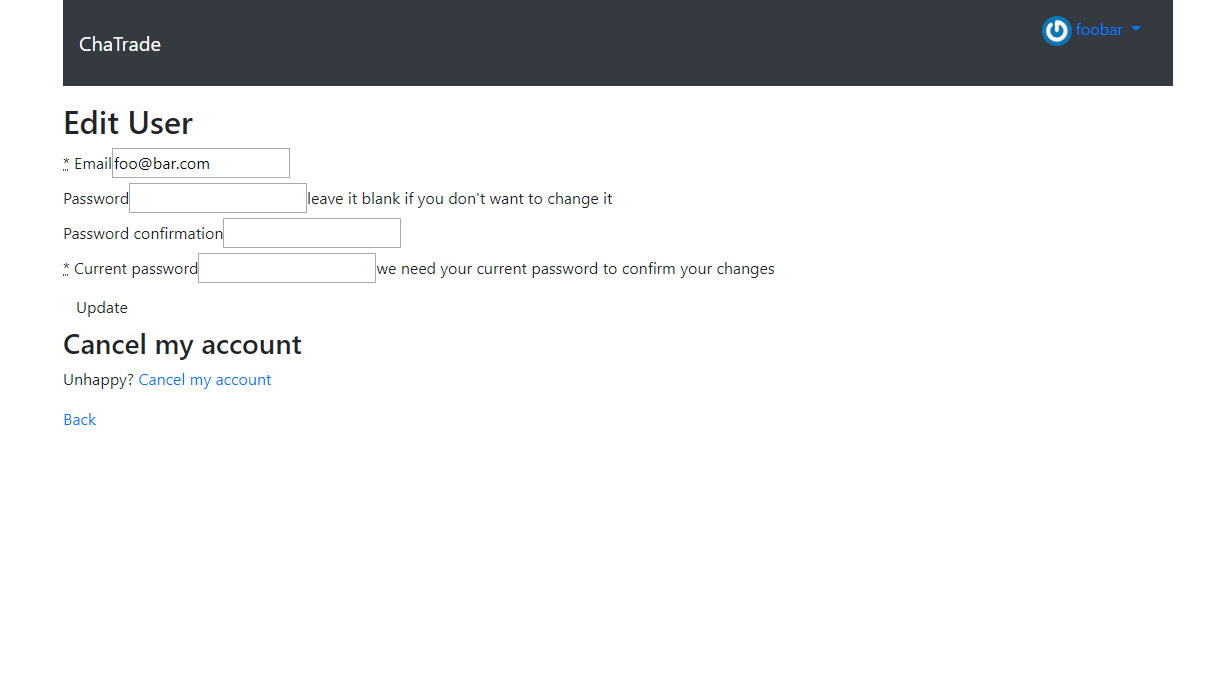 ChaTrade
foobar
Edit User
* Email foo@bar.com
Password leave it blank if you don't want to change it
Password confirmation
* Current password we need your current password to confirm your changes
Update
Cancel my account
Unhappy? Cancel my account
Back